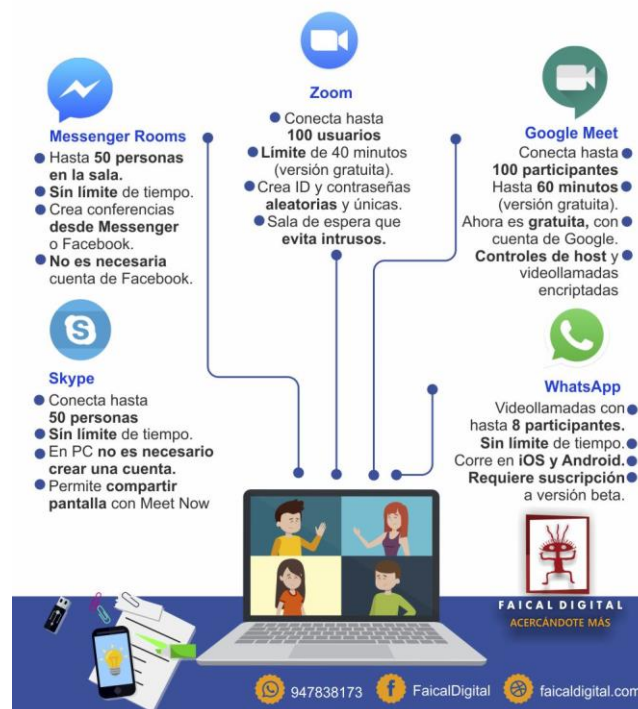 Messenger Rooms
Hasta 50 personas
en la sala.
Sin límite de tiempo.
Crea conferencias
desde Messenger
o Facebook.
No es necesaria
cuenta de Facebook.
Zoom
Conecta hasta
100 usuarios
Límite de 40 minutos
(versión gratuita).
Crea ID y contraseñas
aleatorias y únicas.
Sala de espera que
evita intrusos.
Google Meet
Conecta hasta
100 participantes
Hasta 60 minutos
(versión gratuita).
Ahora es gratuita, con
cuenta de Google.
Controles de host y
videollamadas
encriptadas
S
Skype
Conecta hasta
50 personas
Sin límite de tiempo.
En PC no es necesario
crear una cuenta.
Permite compartir
pantalla con Meet Now
WhatsApp
Videollamadas con
hasta 8 participantes.
Sin límite de tiempo.
Corre en iOS y Android.
Requiere suscripción
a versión beta.
FAICAL DIGITAL
ACERCÁNDOTE MÁS
947838173
f FaicalDigital
faicaldigital.com